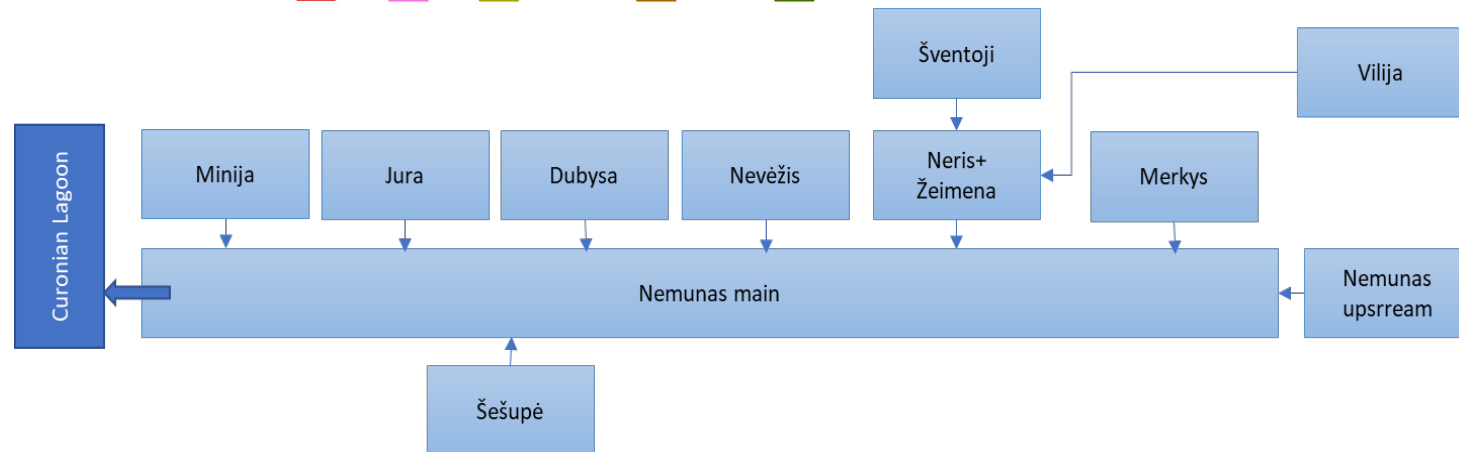 Šventoji
Vilija
Curonian Lagoon
Minija
Jura
Dubysa
Nevėžis
Neris+
Žeimena
Merkys
Nemunas main
Nemunas
upsrream
Šešupė